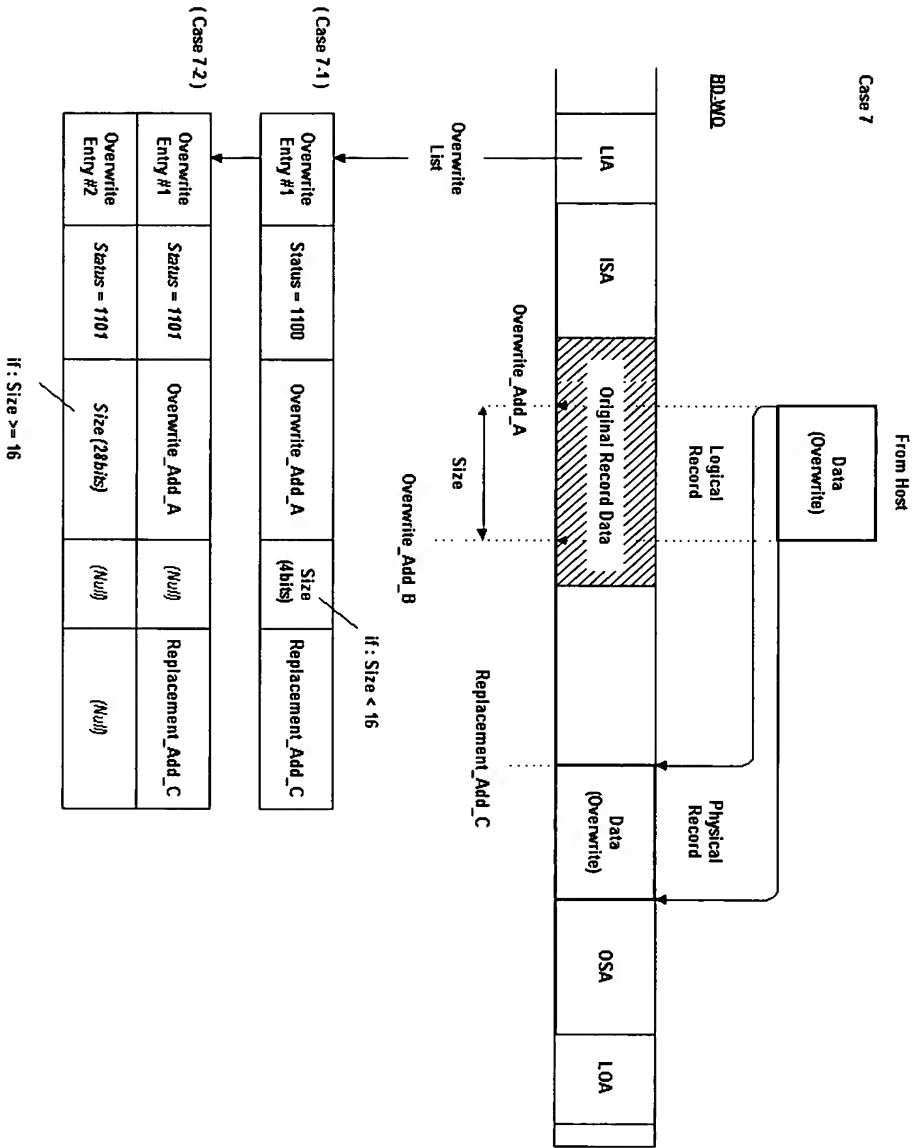 Case 7
From Host
Data
(Overwrite)
BD-WO
Logical
Record
Physical
Record
LIA
ISA
Original Record Data
Data
(Overwrite)
OSA
LOA
Overwrite_Add_A
Size
Overwrite_Add_B
Replacement_Add_C
Overwrite
List
if : Size < 16
( Case 7-1 )
Overwrite
Entry #1
Status = 1100
Overwrite_Add_A
Size
(4bits)
Replacement_Add_C
( Case 7-2 )
Overwrite
Entry #1
Status = 1101
Overwrite_Add_A
(Null)
Replacement_Add_C
Overwrite
Entry #2
Status = 1101
Size (28bits)
(Null)
(Null)
if : Size >= 16